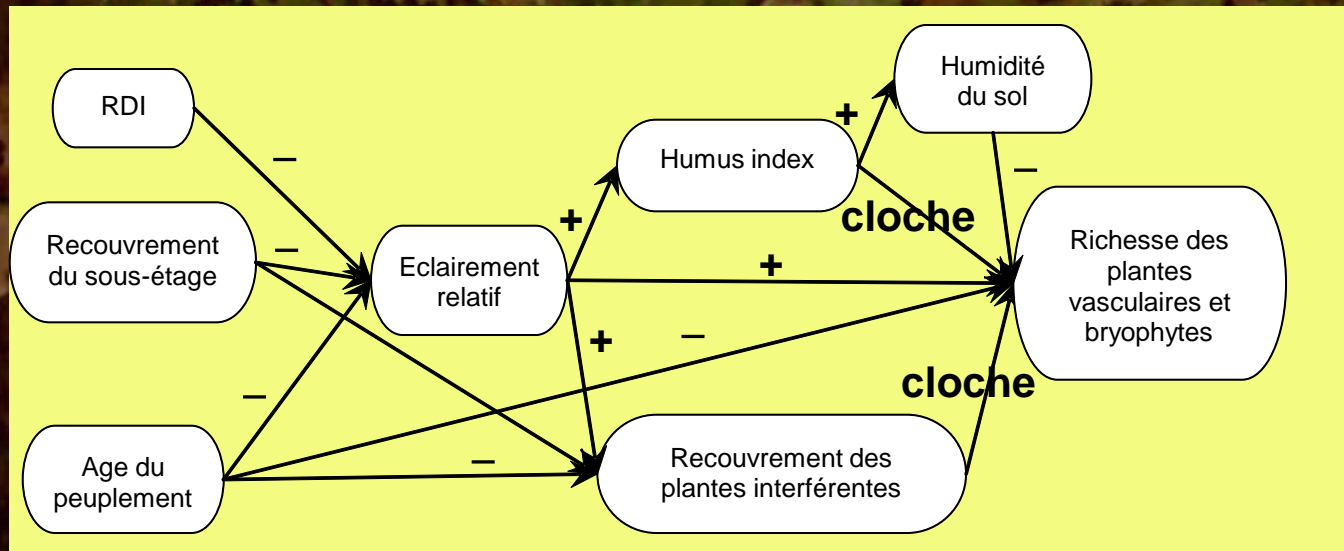 RDI
–
Recouvrement
du sous-étage
–
Age du
peuplement
–
–
Eclairement
relatif
+
+
+
–
Humus index
+
cloche
Humidité
du sol
–
Recouvrement des
plantes interférentes
cloche
Richesse des
plantes
vasculaires et
bryophytes